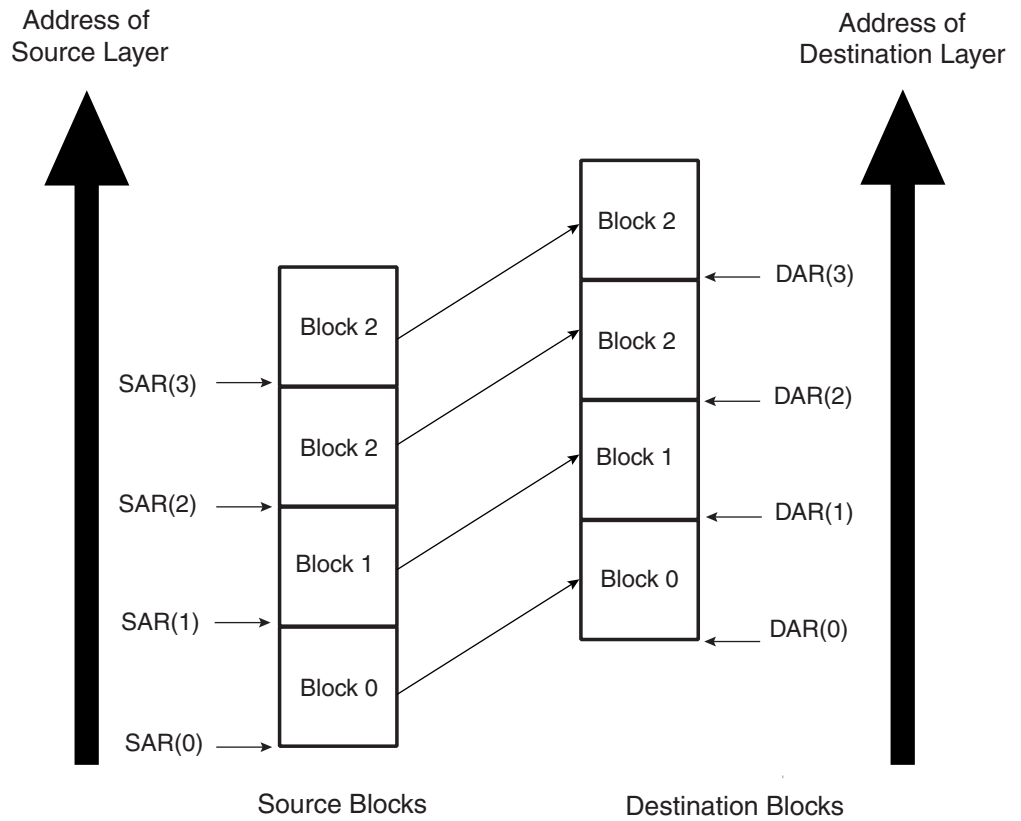 Address of
Source Layer
Address of
Destination Layer
Block 2
Block 2
DAR(3)
Block 2
Block 2
SAR(3)
DAR(2)
Block 2
Block 1
SAR(2)
DAR(1)
Block 1
Block 0
SAR(1)
DAR(0)
Block 0
SAR(0)
Source Blocks
Destination Blocks